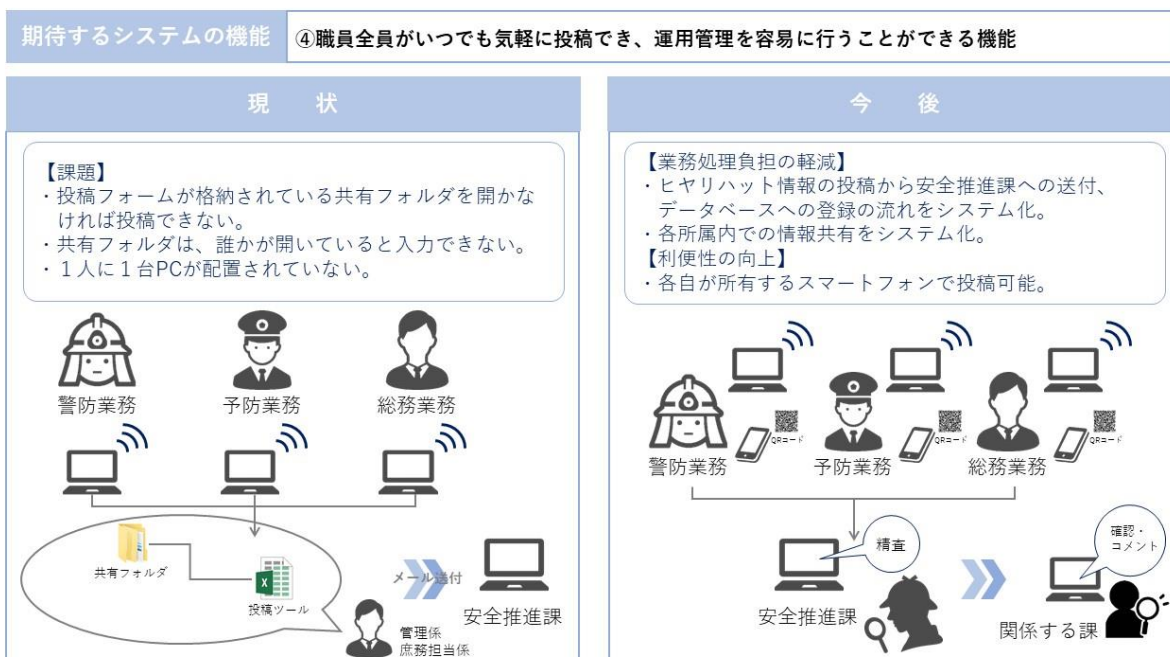 期待するシステムの機能
④職員全員がいつでも気軽に投稿でき、運用管理を容易に行うことができる機能
現　状
【課題】
・投稿フォームが格納されている共有フォルダを開かな
ければ投稿できない。
・共有フォルダは、誰かが開いていると入力できない。
・１人に１台PCが配置されていない。
警防業務
予防業務
総務業務
共有フォルダ
投稿ツール
メール送付
安全推進課
管理係
庶務担当係
今　後
【業務処理負担の軽減】
・ヒヤリハット情報の投稿から安全推進課への送付、
データベースへの登録の流れをシステム化。
・各所属内での情報共有をシステム化。
【利便性の向上】
・各自が所有するスマートフォンで投稿可能。
QRコード
QRコード
QRコード
警防業務
予防業務
総務業務
精査
確認・
コメント
安全推進課
関係する課